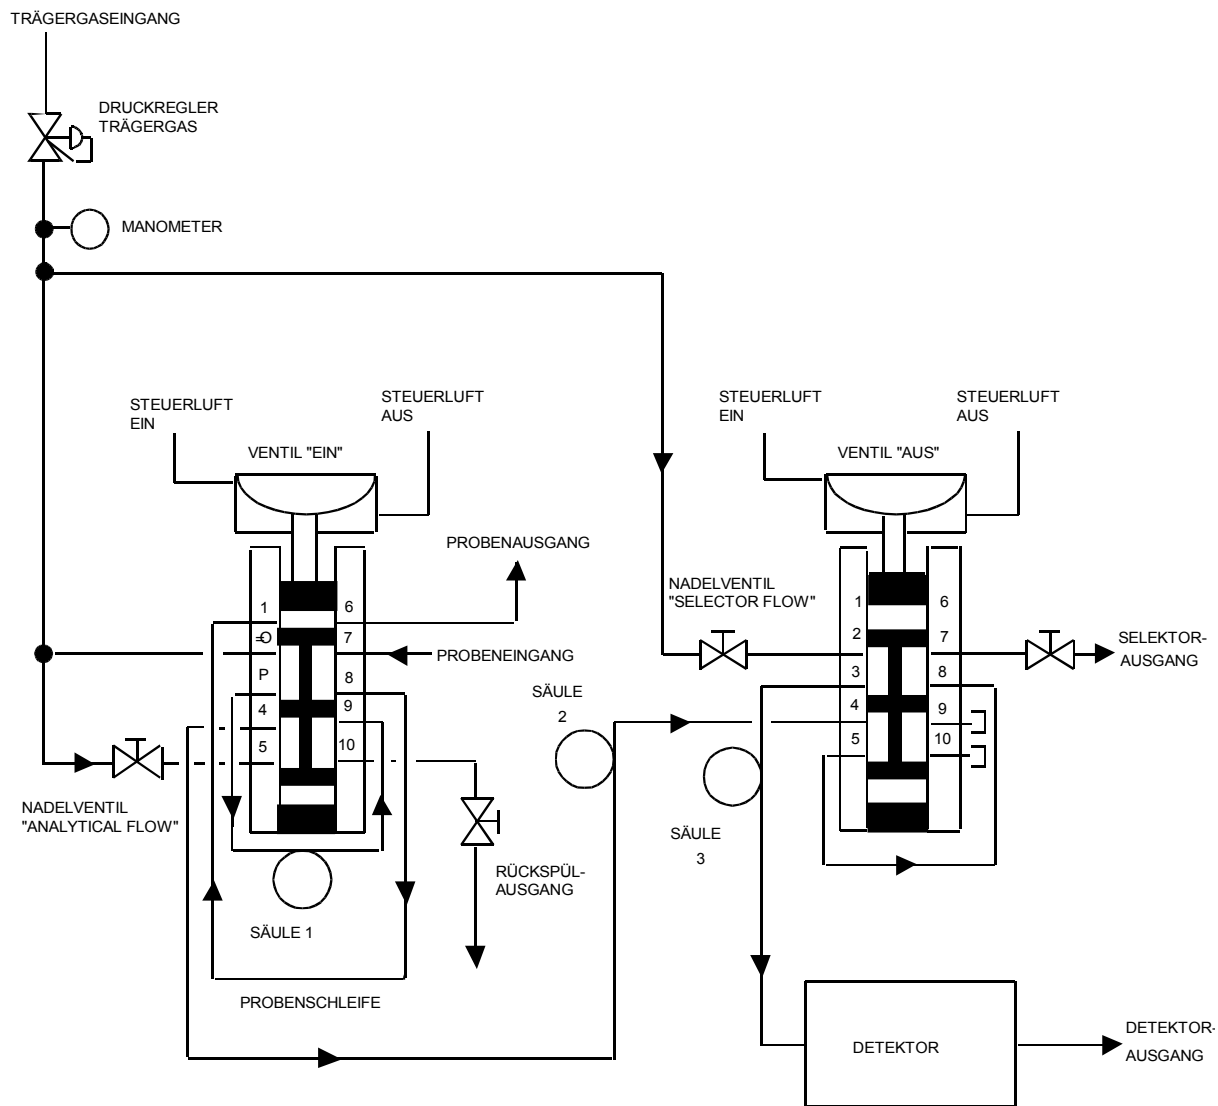 TRÄGERGASEINGANG
DRUCKREGLER
TRÄGERGAS
MANOMETER
STEUERLUFT
EIN
STEUERLUFT
AUS
VENTIL "EIN"
STEUERLUFT
EIN
STEUERLUFT
AUS
VENTIL "AUS"
PROBENAUSGANG
NADELVENTIL
"SELECTOR FLOW"
1
6
=O
7
P
8
4
9
5
10
PROBENEINGANG
1
6
2
7
3
8
4
9
5
10
SELEKTOR-
AUSGANG
SÄULE
2
NADELVENTIL
"ANALYTICAL FLOW"
SÄULE
3
RÜCKSPÜL-
AUSGANG
SÄULE 1
PROBENSCHLEIFE
DETEKTOR
DETEKTOR-
AUSGANG